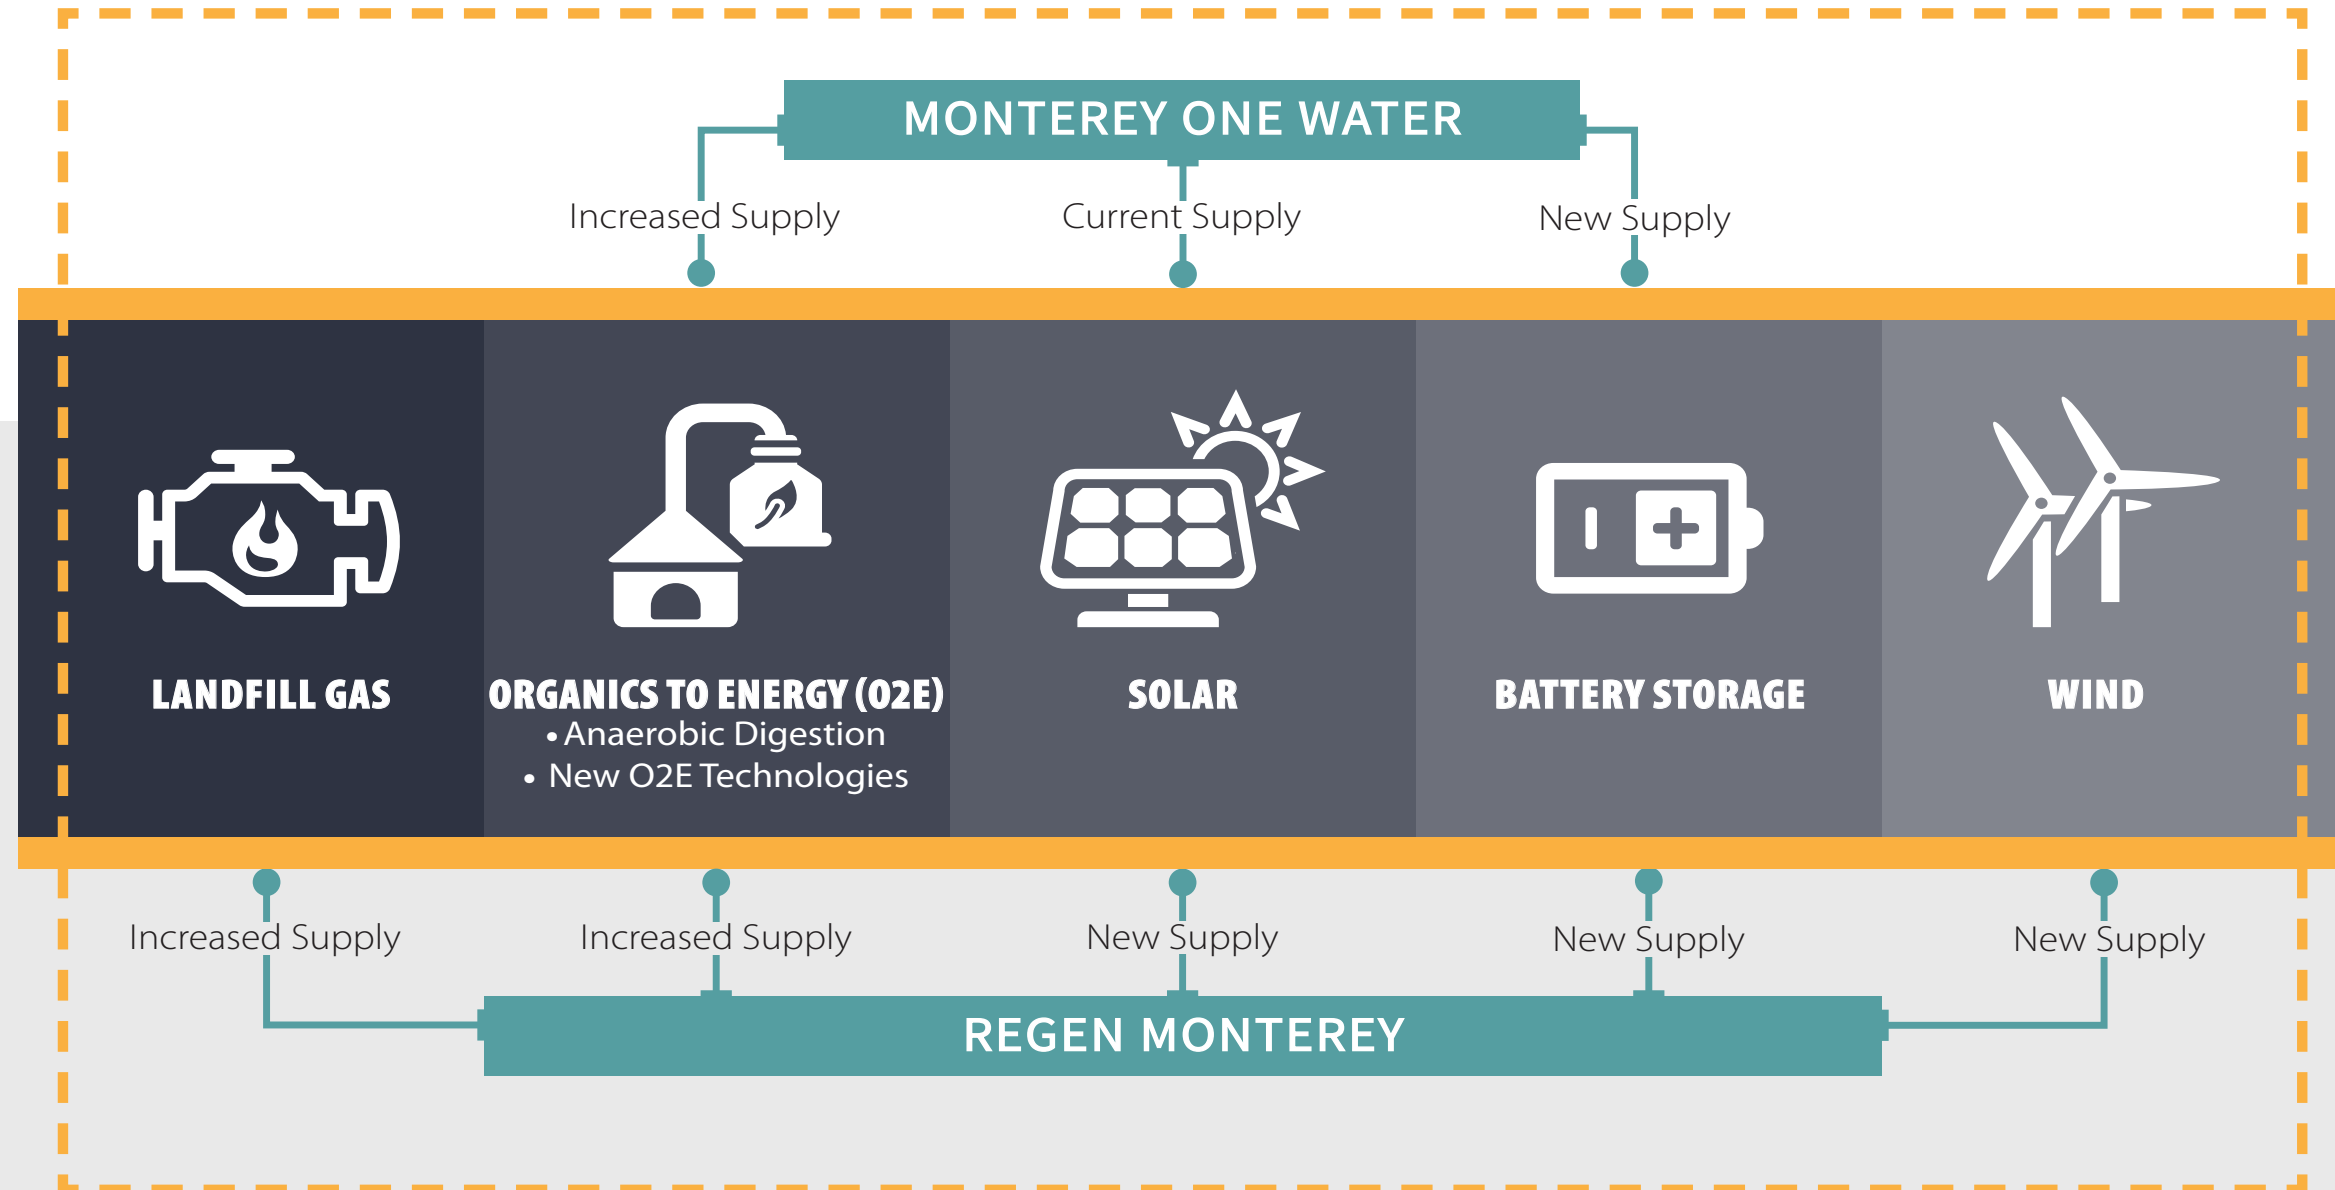 MONTEREY ONE WATER
Increased Supply
Current Supply
New Supply
LANDFILL GAS
ORGANICS TO ENERGY (O2E)
• Anaerobic Digestion
• New O2E Technologies
SOLAR
BATTERY STORAGE
WIND
Increased Supply
Increased Supply
New Supply
New Supply
New Supply
REGEN MONTEREY